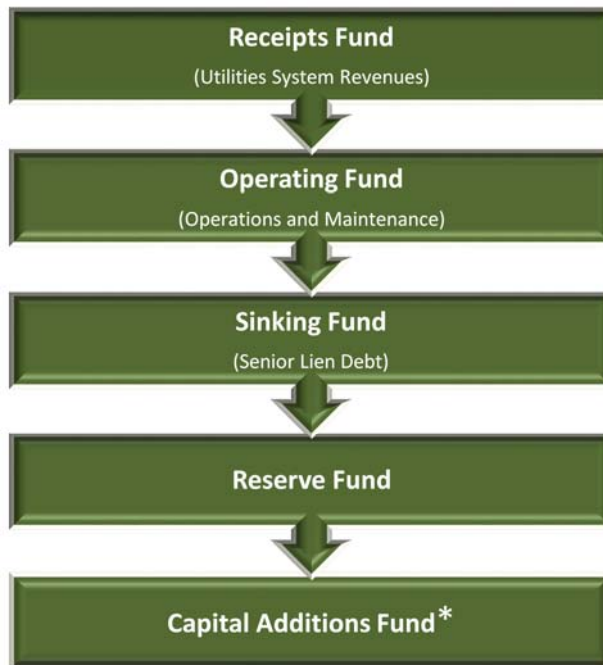 Receipts Fund
(Utilities System Revenues)
Operating Fund
(Operations and Maintenance)
Sinking Fund
(Senior Lien Debt)
Reserve Fund
Capital Additions Fund*